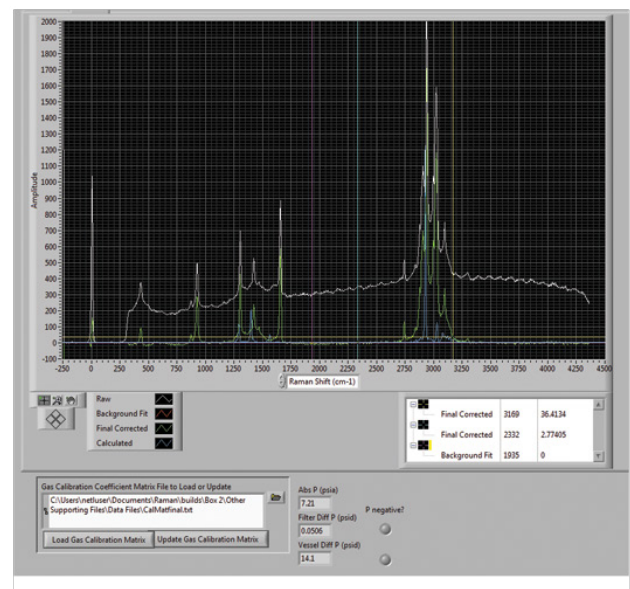 2000
1900
1800
1700
1600
1500
1400
1300
1200
1100
1000
900
800
700
600
500
400
300
200
100
0
-100
Amplitude
-250 0 250 500 750 1000 1250 1500 1750 2000 2250 2500 2750 3000 3250 3500 3750 4000 4250 4500
Raman Shift (cm-1)
Raw
Background Fit
Final Corrected
Calculated
Final Corrected 3169 36.4134
Final Corrected 2332 2.77405
Background Fit 1935 0
Gas Calibration Coefficient Matrix File to Load or Update
C:\Users\netluser\Documents\Raman\builds\Box 2\Other
Supporting Files\Data Files\CalMatfinal.txt
Load Gas Calibration Matrix Update Gas Calibration Matrix
Abs P (psia)
7.21
Filter Diff P (psid)
0.0506
P negative?
Vessel Diff P (psid)
14.1